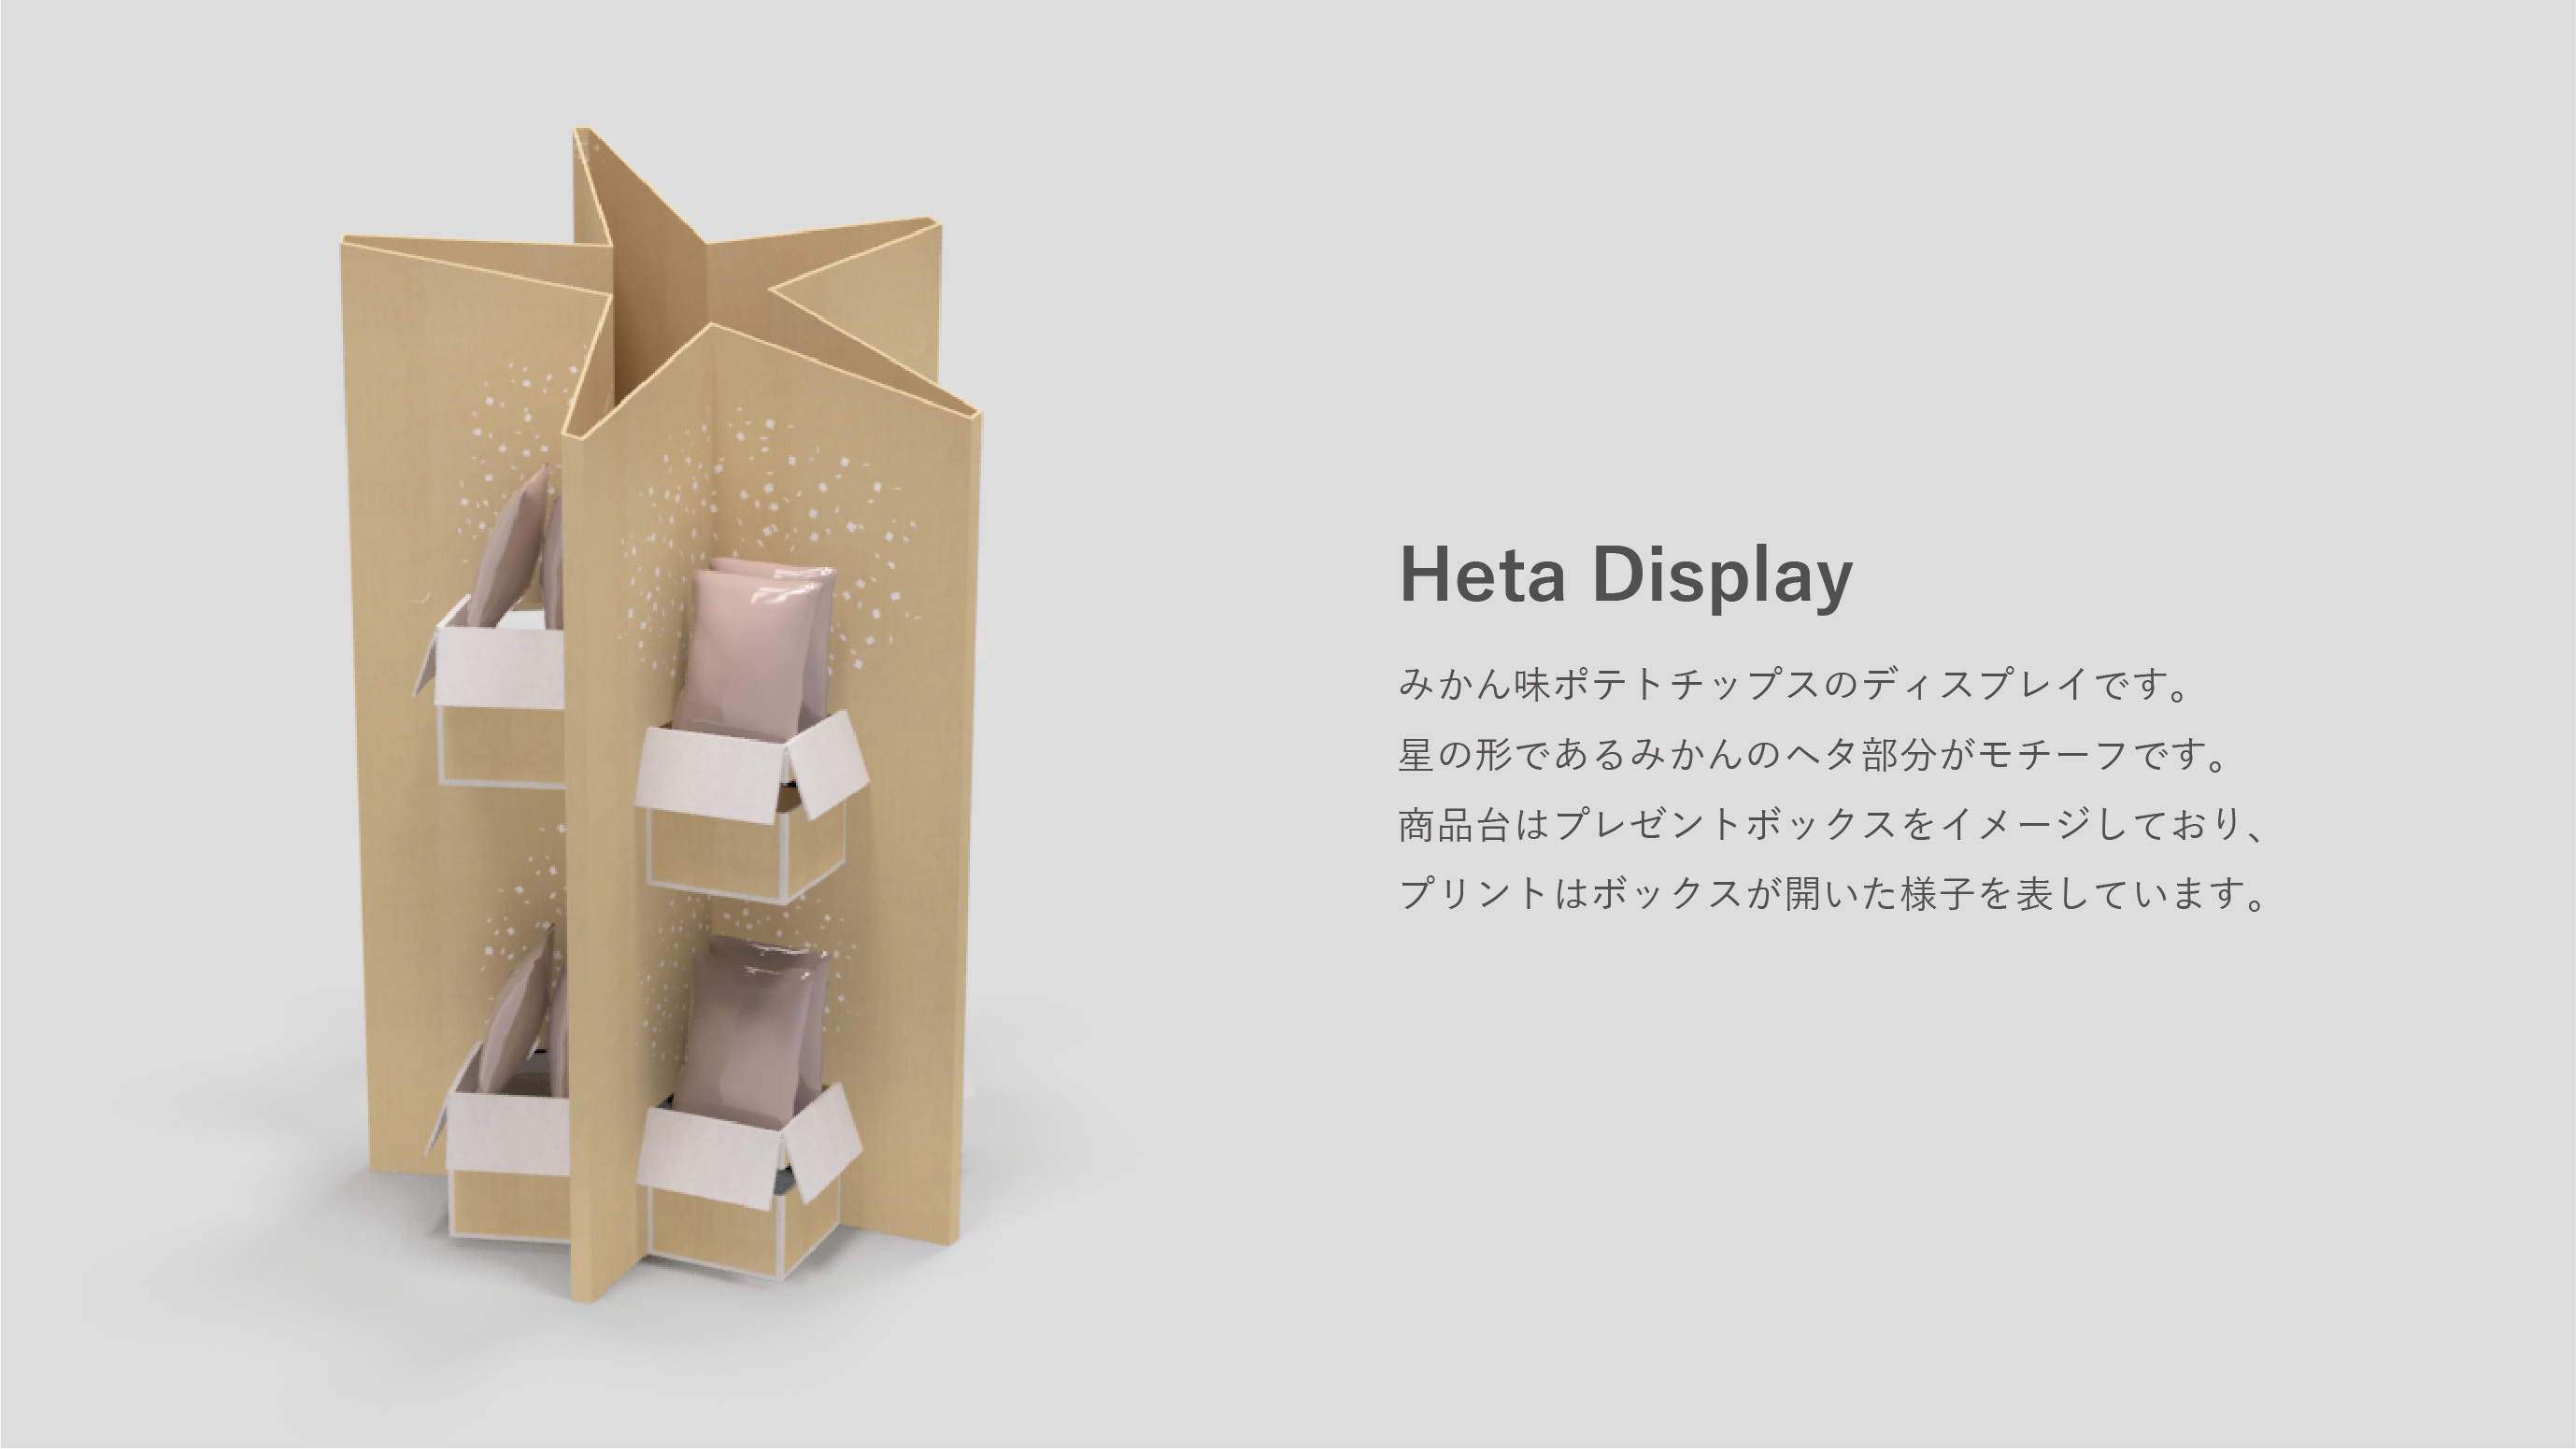 Heta Display
みかん味ポテトチップスのディスプレイです。
星の形であるみかんのヘタ部分がモチーフです。
商品台はプレゼントボックスをイメージしており、
プリントはボックスが開いた様子を表しています。